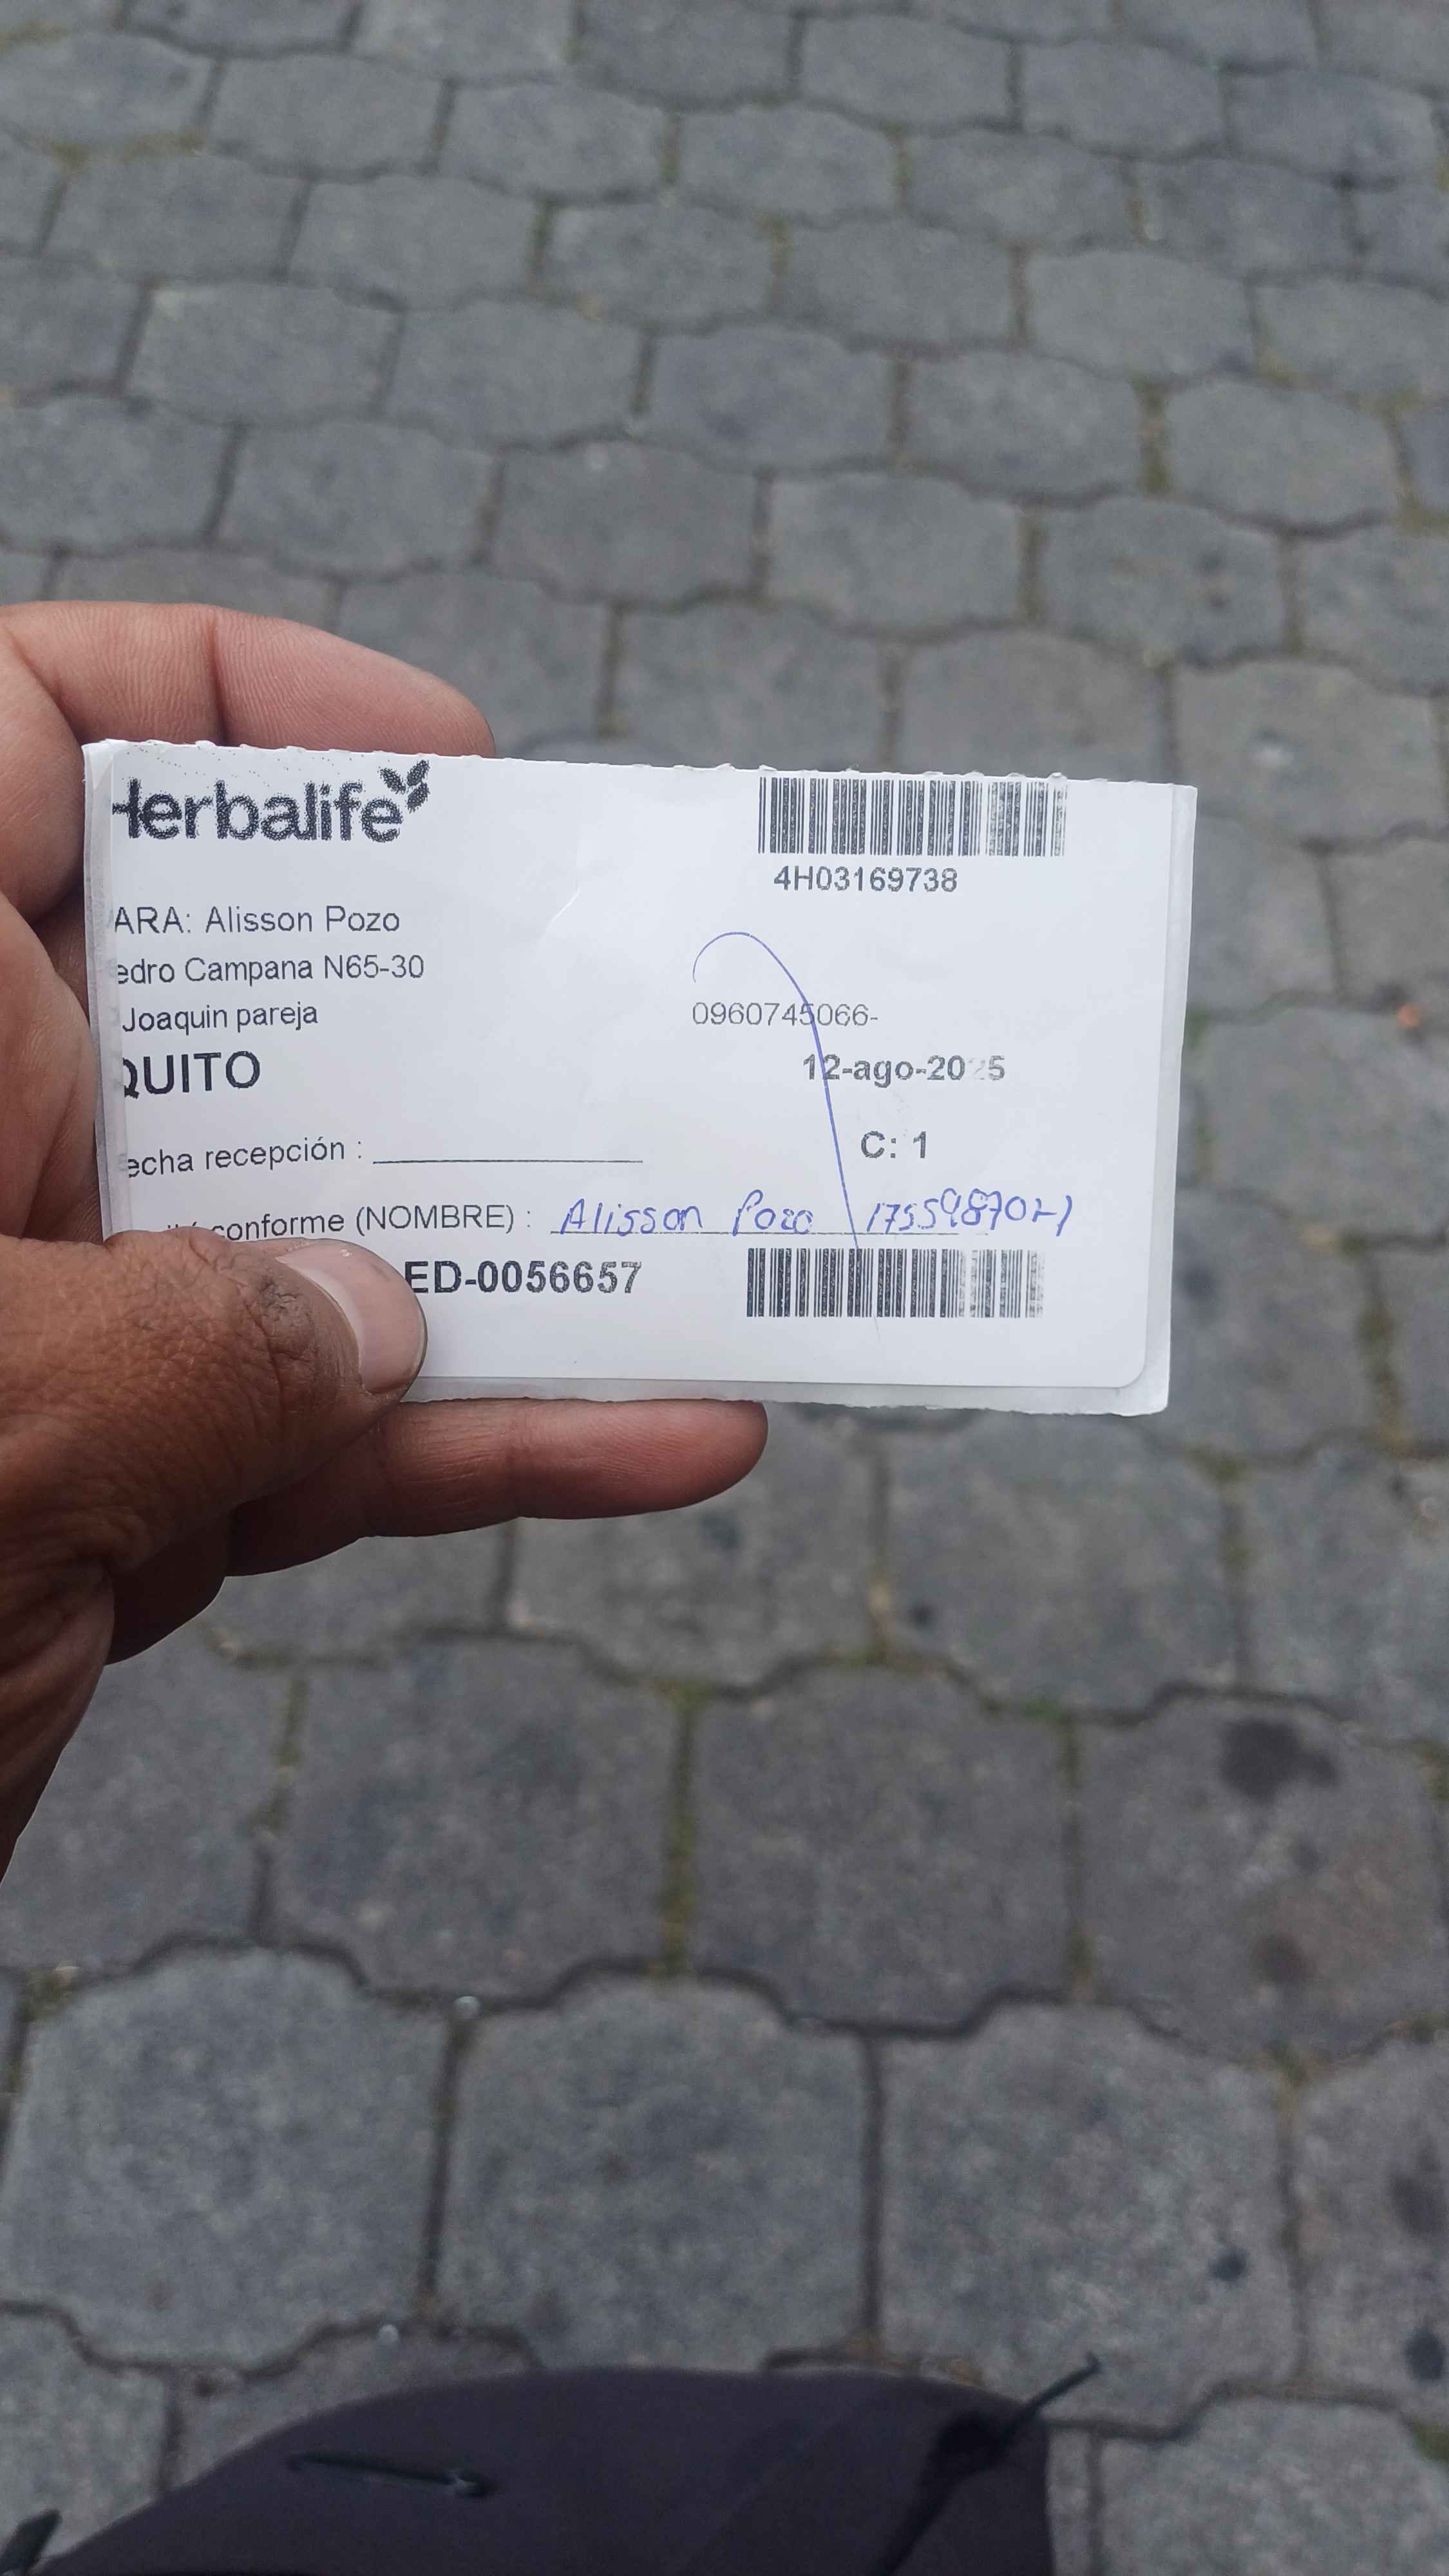 Herbalife
4H03169738
ARA: Alisson Pozo
edro Campana N65-30
Joaquin pareja
0960745066-
QUITO
12-ago-2025
echa recepción :
C: 1
conforme (NOMBRE) : Alisson Pozo
ED-0056657